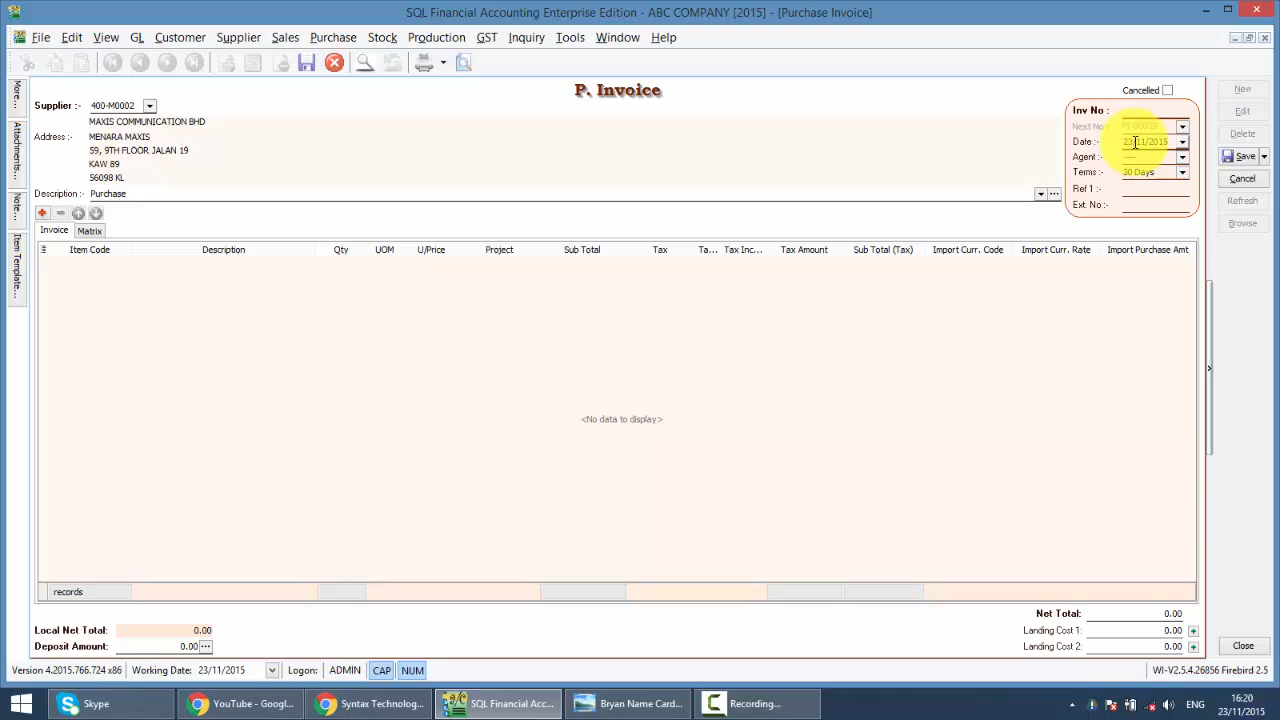 SQL Financial Accounting Enterprise Edition - ABC COMPANY [2015] - [Purchase Invoice]
File Edit View GL Customer Supplier Sales Purchase Stock Production GST Inquiry Tools Window Help
P. Invoice
Cancelled
New
Edit
Delete
Save
Cancel
Refresh
Browse
More...
Attachments...
Note...
Item Template...
Supplier :- 400-M0002
MAXIS COMMUNICATION BHD
Address :- MENARA MAXIS
59, 9TH FLOOR JALAN 19
KAW 89
56098 KL
Description :- Purchase
Inv No :
Next No
Date :- 23/11/2015
Agent :- ----
Terms :- 30 Days
Ref 1 :-
Ext. No :-
Invoice Matrix
Item Code Description Qty UOM U/Price Project Sub Total Tax Ta... Tax Inc... Tax Amount Sub Total (Tax) Import Curr. Code Import Curr. Rate Import Purchase Amt
<No data to display>
records
Net Total: 0.00
Local Net Total: 0.00
Landing Cost 1: 0.00
Deposit Amount: 0.00
Landing Cost 2: 0.00
Close
Version 4.2015.766.724 x86 Working Date: 23/11/2015 Logon: ADMIN CAP NUM WI-V2.5.4.26856 Firebird 2.5
Skype YouTube - Googl... Syntax Technolog... SQL Financial Acc... Bryan Name Card... Recording...
ENG
16:20
23/11/2015